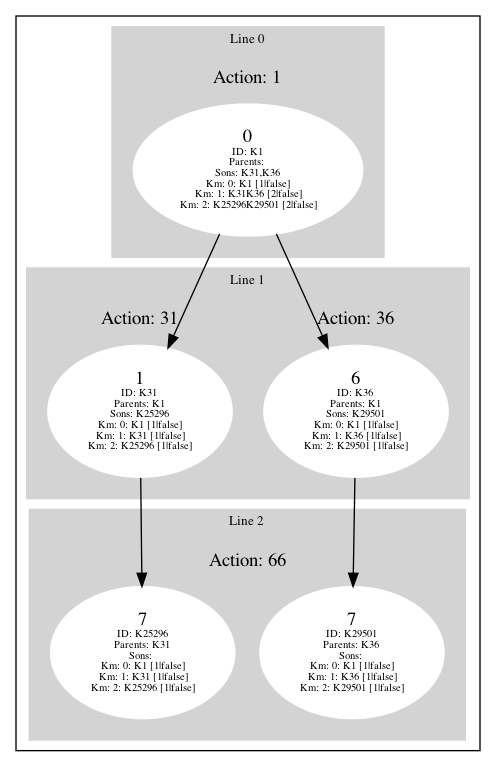 Line 0
Action: 1
0
ID: K1
Parents:
Sons: K31,K36
Km: 0: K1 [1|false]
Km: 1: K31K36 [2|false]
Km: 2: K25296K29501 [2|false]
Line 1
Action: 31
Action: 36
1
ID: K31
Parents: K1
Sons: K25296
Km: 0: K1 [1|false]
Km: 1: K31 [1|false]
Km: 2: K25296 [1|false]
6
ID: K36
Parents: K1
Sons: K29501
Km: 0: K1 [1|false]
Km: 1: K36 [1|false]
Km: 2: K29501 [1|false]
Line 2
Action: 66
7
ID: K25296
Parents: K31
Sons:
Km: 0: K1 [1|false]
Km: 1: K31 [1|false]
Km: 2: K25296 [1|false]
7
ID: K29501
Parents: K36
Sons:
Km: 0: K1 [1|false]
Km: 1: K36 [1|false]
Km: 2: K29501 [1|false]